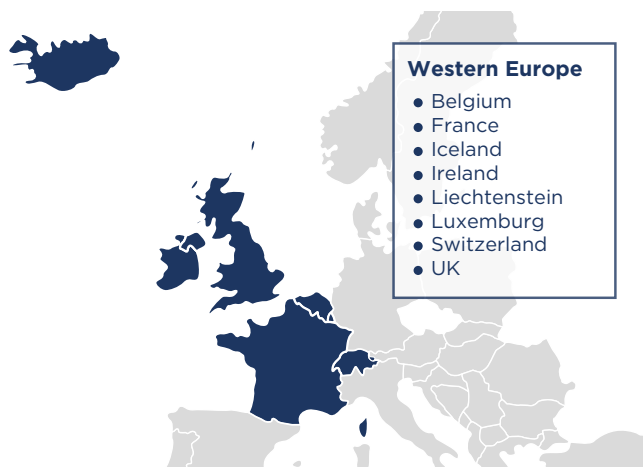 Western Europe
• Belgium
• France
• Iceland
• Ireland
• Liechtenstein
• Luxemburg
• Switzerland
• UK